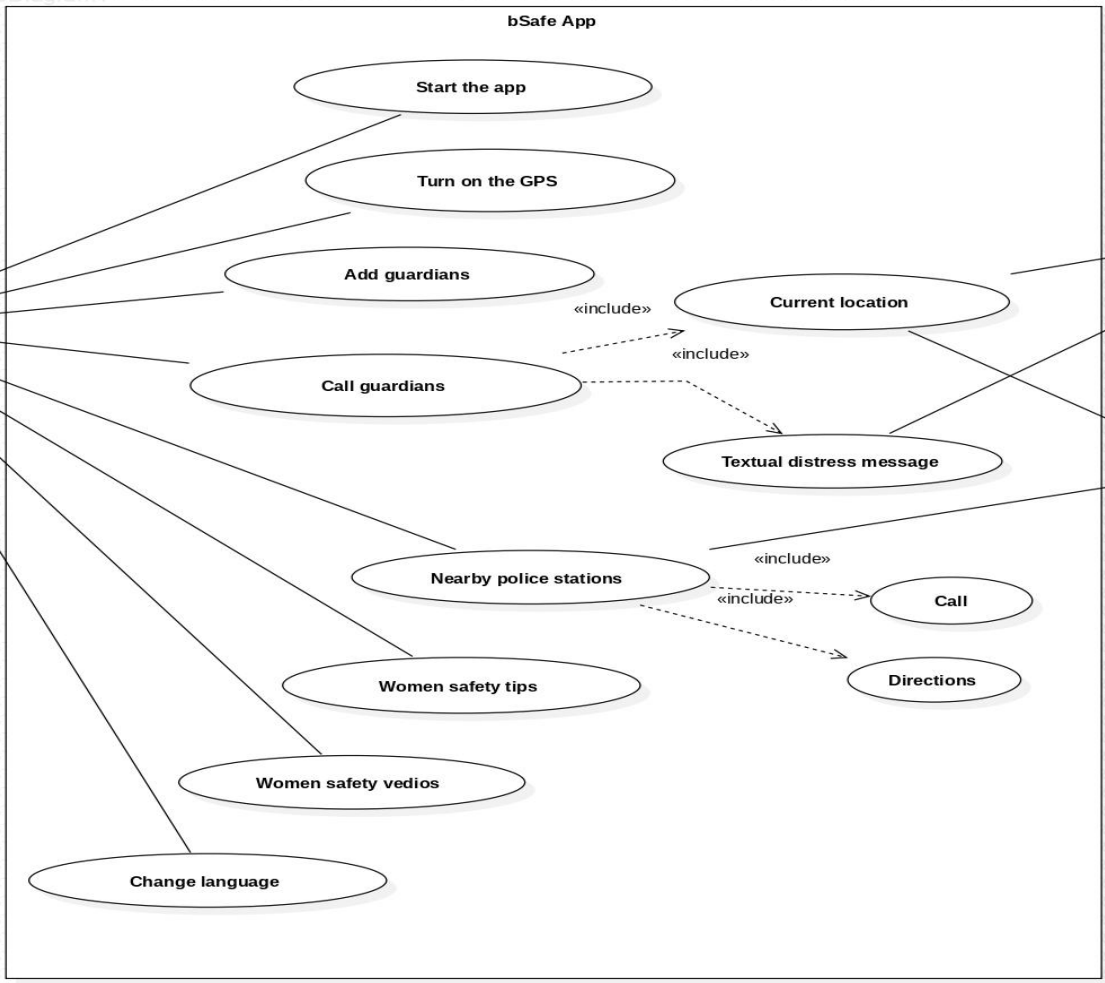 bSafe App
Start the app
Turn on the GPS
Add guardians
«include»
Current location
«include»
Call guardians
Textual distress message
«include»
Nearby police stations
«include»
Call
Directions
Women safety tips
Women safety vedios
Change language